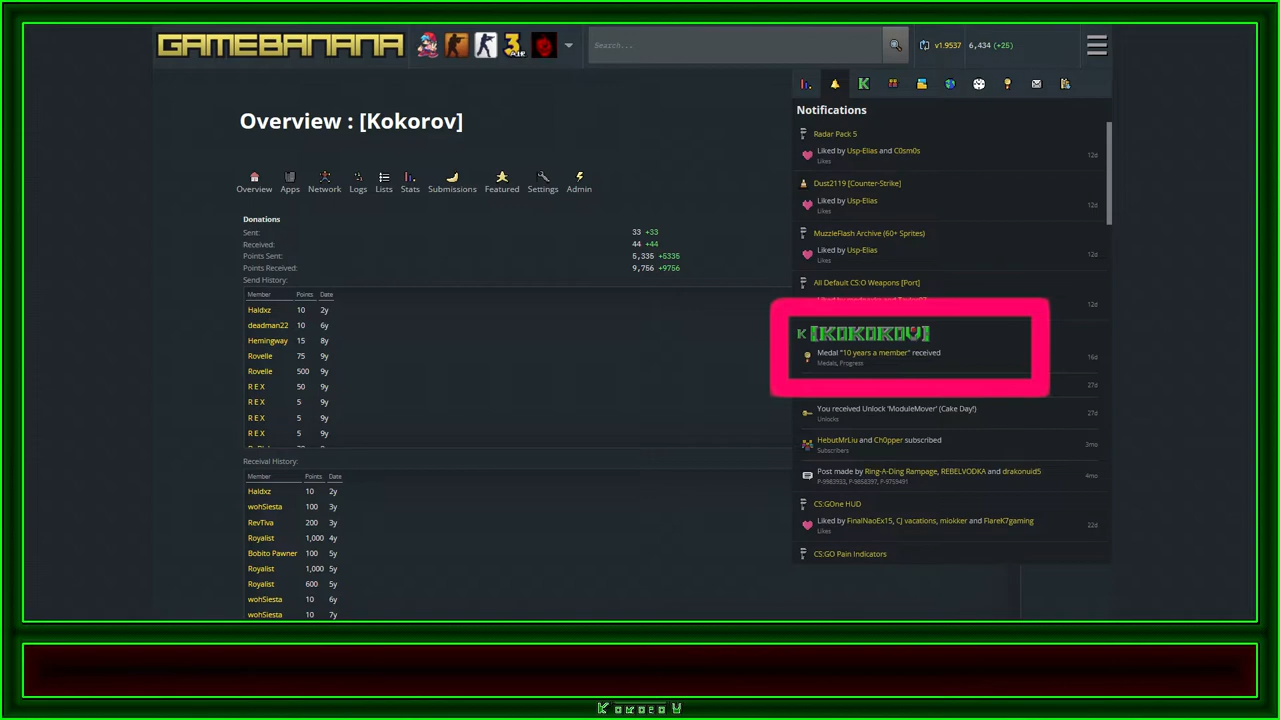 GAMEBANANA
Search...
v1.9537
6,434 (+25)
Overview : [Kokorov]
Overview Apps Network Logs Lists Stats Submissions Featured Settings Admin
Donations
Sent: 33 +33
Received: 44 +44
Points Sent: 5,335 +5335
Points Received: 9,756 +9756
Send History:
Member Points Date
Haldxz 10 2y
deadman22 10 6y
Hemingway 15 8y
Rovelle 75 9y
Rovelle 500 9y
R E X 50 9y
R E X 5 9y
R E X 5 9y
R E X 5 9y
Receival History:
Member Points Date
Haldxz 10 2y
wohSiesta 100 3y
RevTiva 200 3y
Royalist 1,000 4y
Bobito Pawner 100 5y
Royalist 1,000 5y
Royalist 600 5y
wohSiesta 10 6y
wohSiesta 10 7y
Notifications
Radar Pack 5
Liked by Usp-Elias and C0sm0s 12d
Likes
Dust2119 [Counter-Strike]
Liked by Usp-Elias 12d
Likes
MuzzleFlash Archive (60+ Sprites)
Liked by Usp-Elias 12d
Likes
All Default CS:O Weapons [Port]
12d
K [KOKOROV]
Medal "10 years a member" received 16d
Medals, Progress
27d
You received Unlock 'ModuleMover' (Cake Day!) 27d
Unlocks
HebutMrLiu and Ch0pper subscribed 3mo
Subscribers
Post made by Ring-A-Ding Rampage, REBELVODKA and drakonuid5 4mo
P-9983933, P-9858397, P-9759491
CS:GOne HUD
Liked by FinalNaoEx15, CJ vacations, miokker and FlareK7gaming 22d
Likes
CS:GO Pain Indicators
K o k o r o V